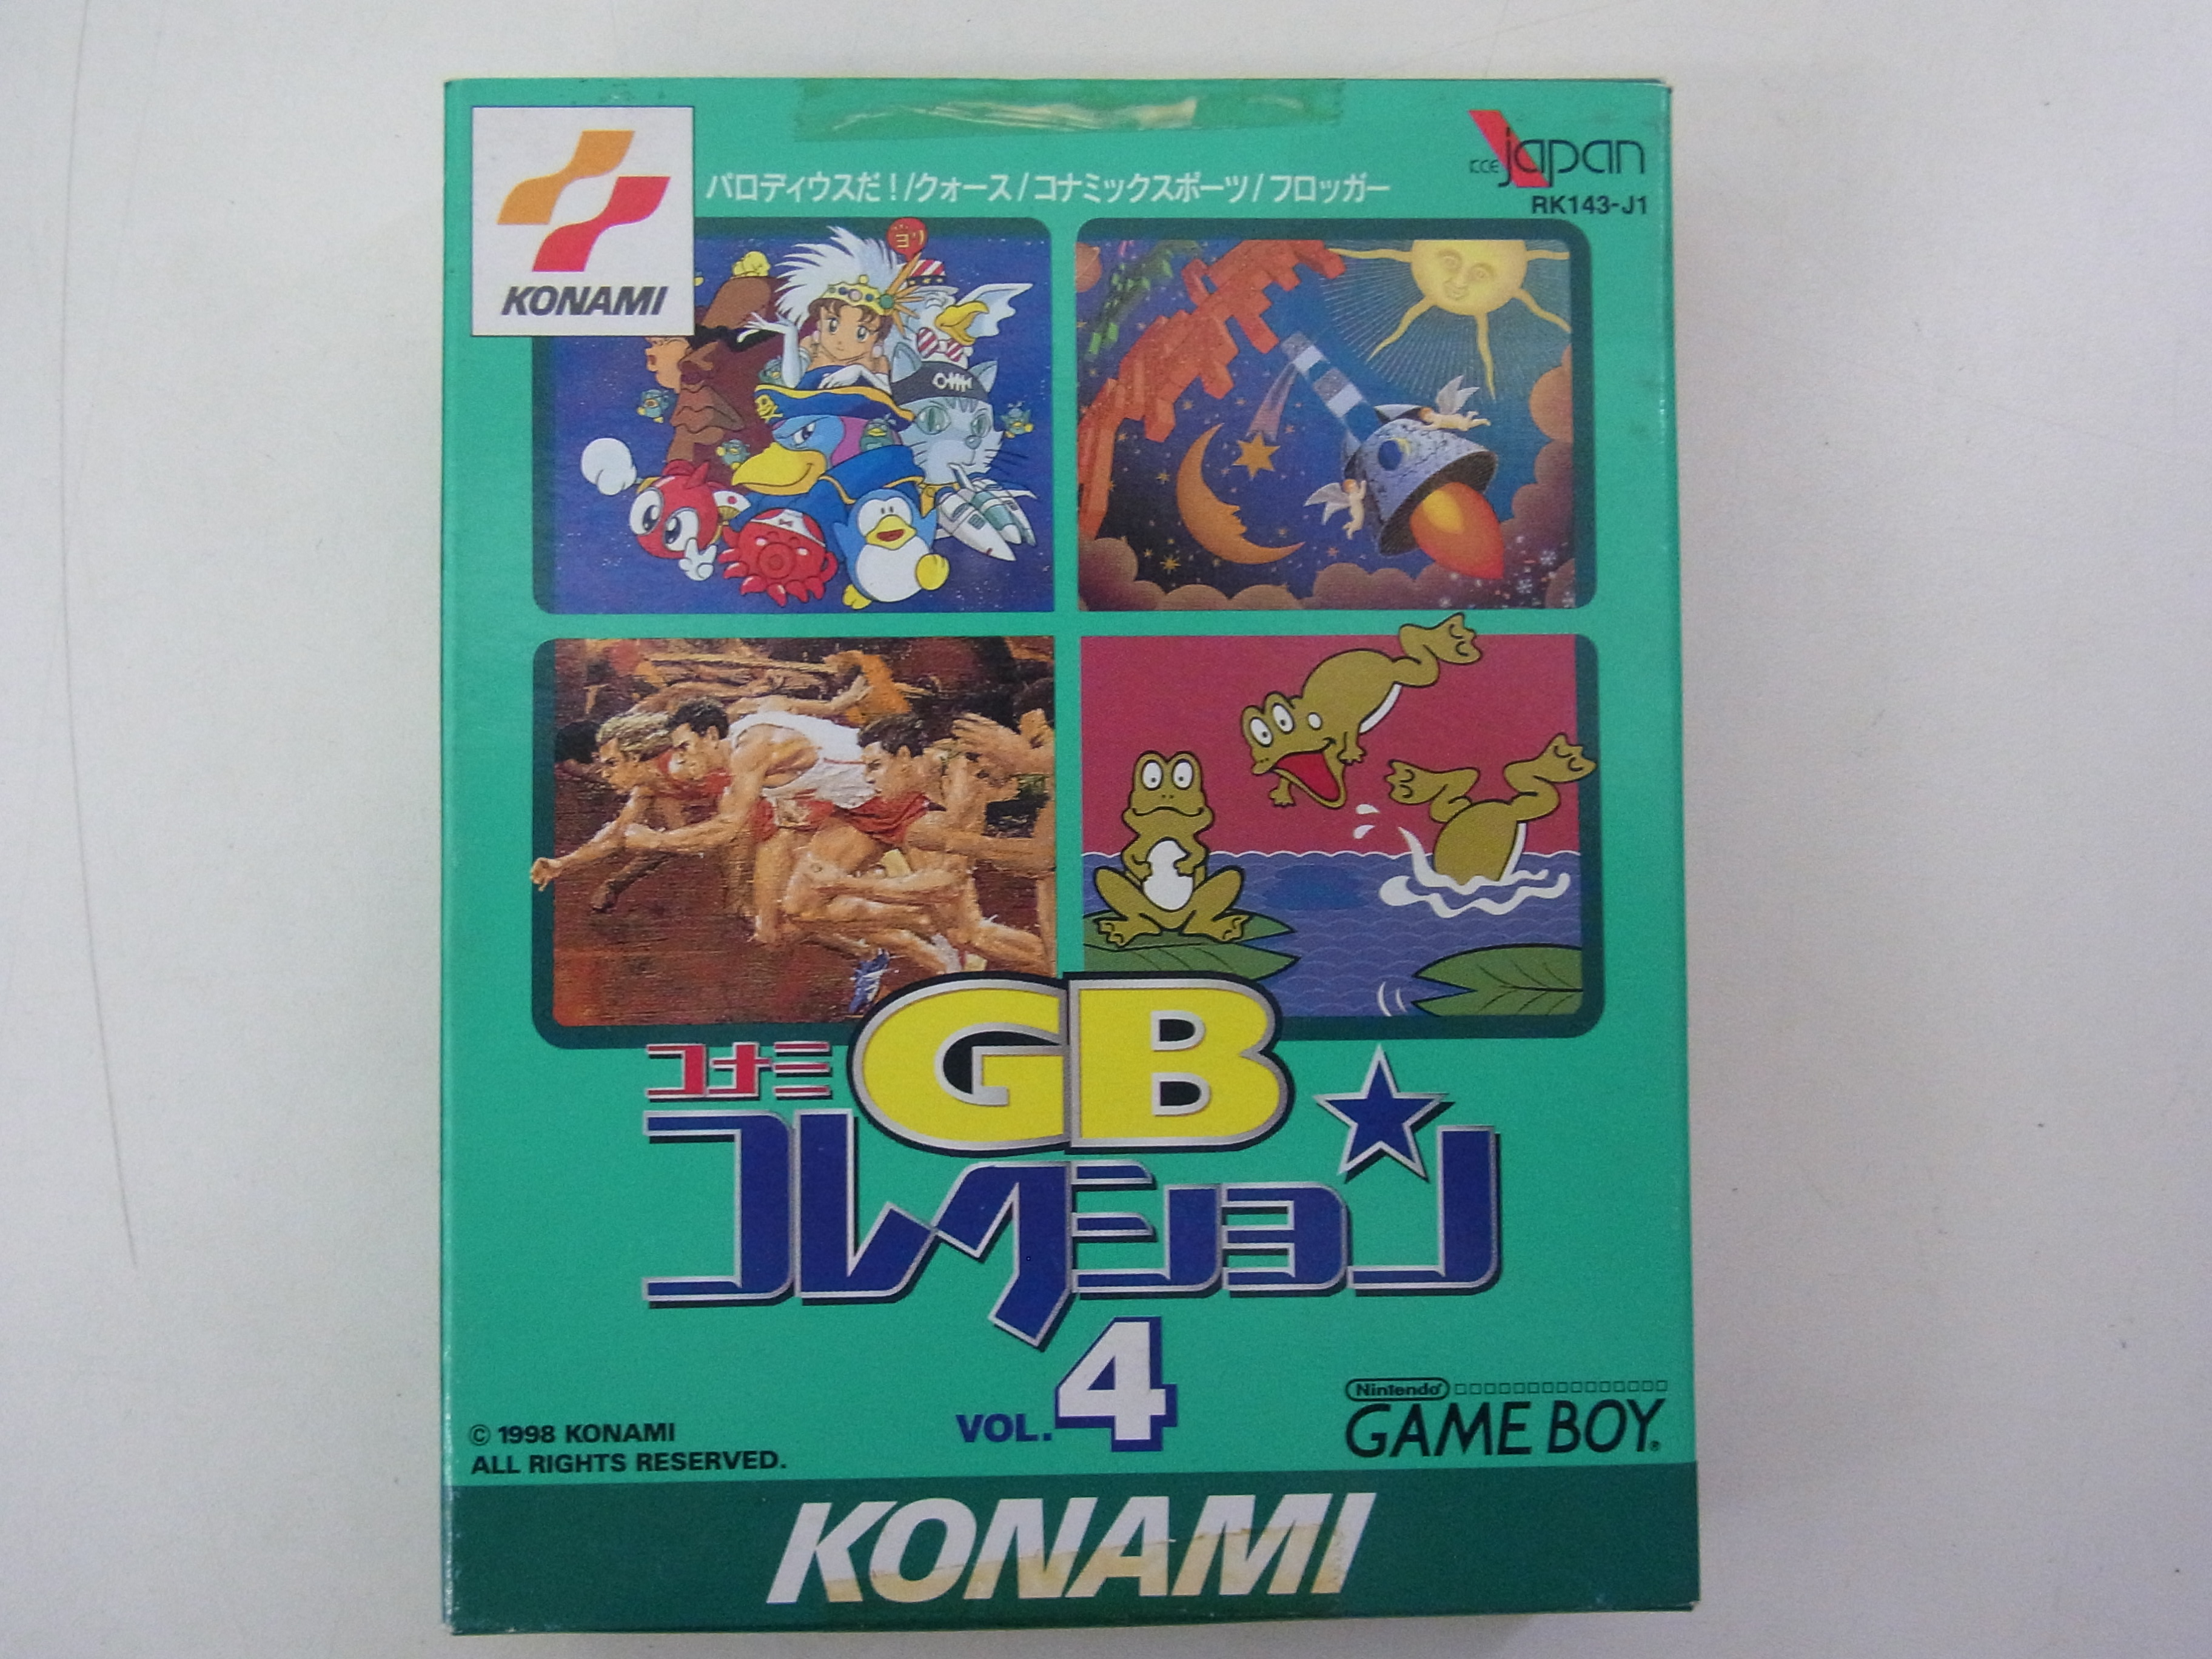 KONAMI
パロディウスだ！/クォース/コナミックスポーツ/フロッガー
KCE japan
RK143-J1
コナミ GB
コレクション
VOL.4
© 1998 KONAMI
ALL RIGHTS RESERVED.
Nintendo
GAME BOY®
KONAMI